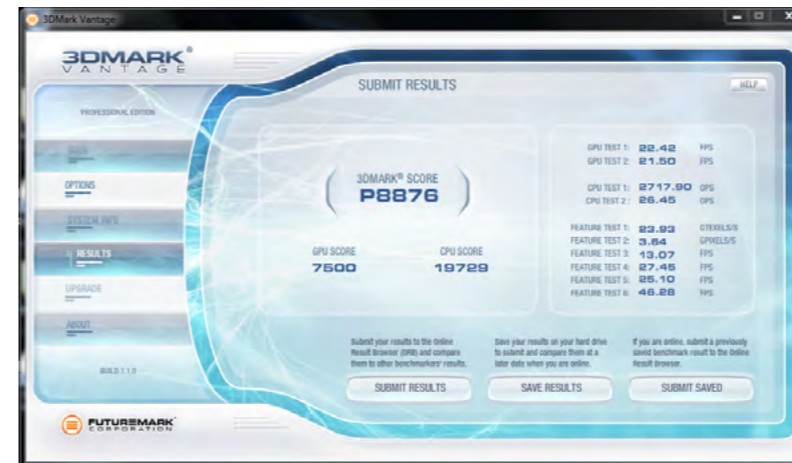 3DMark Vantage
3DMARK®
VANTAGE
PROFESSIONAL EDITION
MAIN
OPTIONS
SYSTEM INFO
RESULTS
UPGRADE
ABOUT
BUILD 1 1 0
FUTUREMARK
CORPORATION
SUBMIT RESULTS
HELP
3DMARK® SCORE
P8876
GPU SCORE
7500
CPU SCORE
19729
GPU TEST 1: 22.42 FPS
GPU TEST 2: 21.50 FPS
CPU TEST 1: 2717.90 OPS
CPU TEST 2: 26.45 OPS
FEATURE TEST 1: 23.93 GTEXELS/S
FEATURE TEST 2: 3.64 GPIXELS/S
FEATURE TEST 3: 13.07 FPS
FEATURE TEST 4: 27.45 FPS
FEATURE TEST 5: 25.10 FPS
FEATURE TEST 6: 46.28 FPS
Submit your results to the Online
Result Browser (ORB) and compare
them to other benchmarkers' results.
SUBMIT RESULTS
Save your results on your hard drive
to submit and compare them at a
later date when you are online.
SAVE RESULTS
If you are online, submit a previously
saved benchmark result to the Online
Result Browser.
SUBMIT SAVED